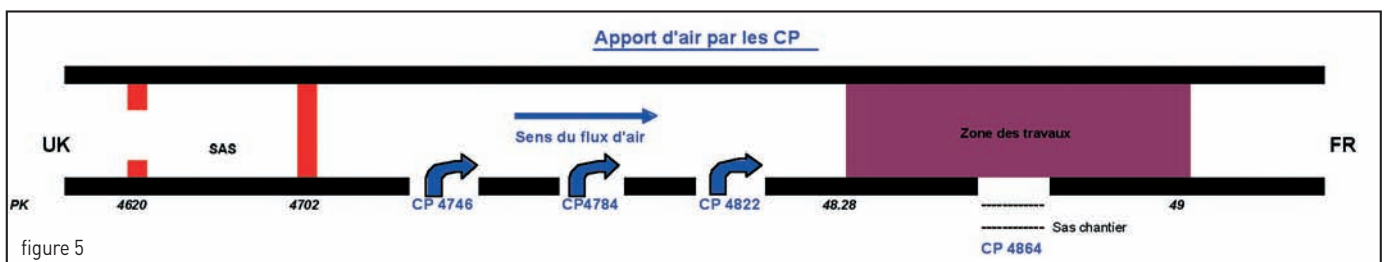 Apport d'air par les CP
UK
SAS
Sens du flux d'air
Zone des travaux
FR
PK
4620
4702
CP 4746
CP4784
CP 4822
48.28
49
Sas chantier
CP 4864
figure 5